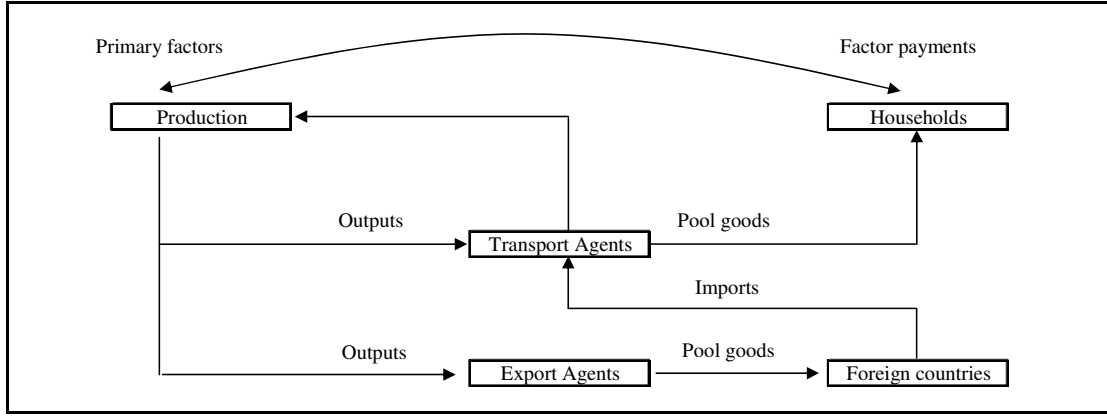 Primary factors
Factor payments
Production
Households
Outputs
Pool goods
Transport Agents
Imports
Outputs
Pool goods
Export Agents
Foreign countries